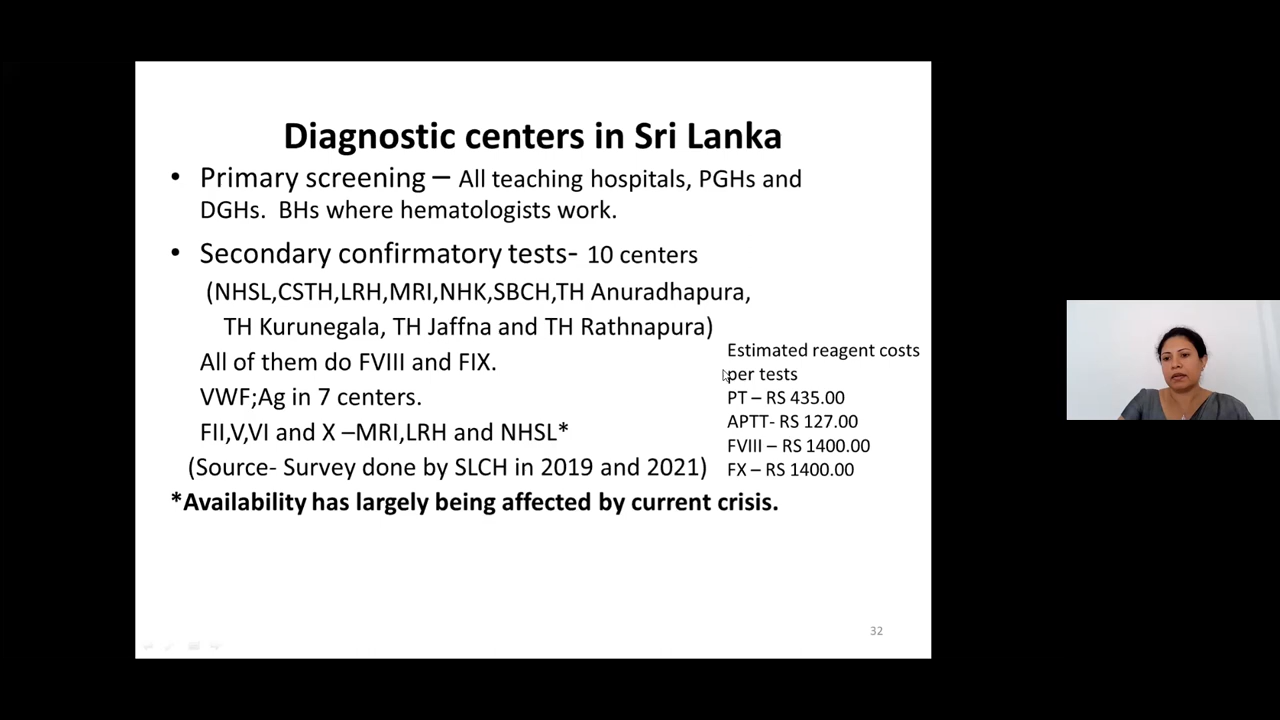 Diagnostic centers in Sri Lanka
• Primary screening – All teaching hospitals, PGHs and
DGHs.  BHs where hematologists work.
• Secondary confirmatory tests- 10 centers
(NHSL,CSTH,LRH,MRI,NHK,SBCH,TH Anuradhapura,
TH Kurunegala, TH Jaffna and TH Rathnapura)
All of them do FVIII and FIX.
VWF;Ag in 7 centers.
FII,V,VI and X –MRI,LRH and NHSL*
(Source- Survey done by SLCH in 2019 and 2021)
*Availability has largely being affected by current crisis.
Estimated reagent costs
per tests
PT – RS 435.00
APTT- RS 127.00
FVIII – RS 1400.00
FX – RS 1400.00
32